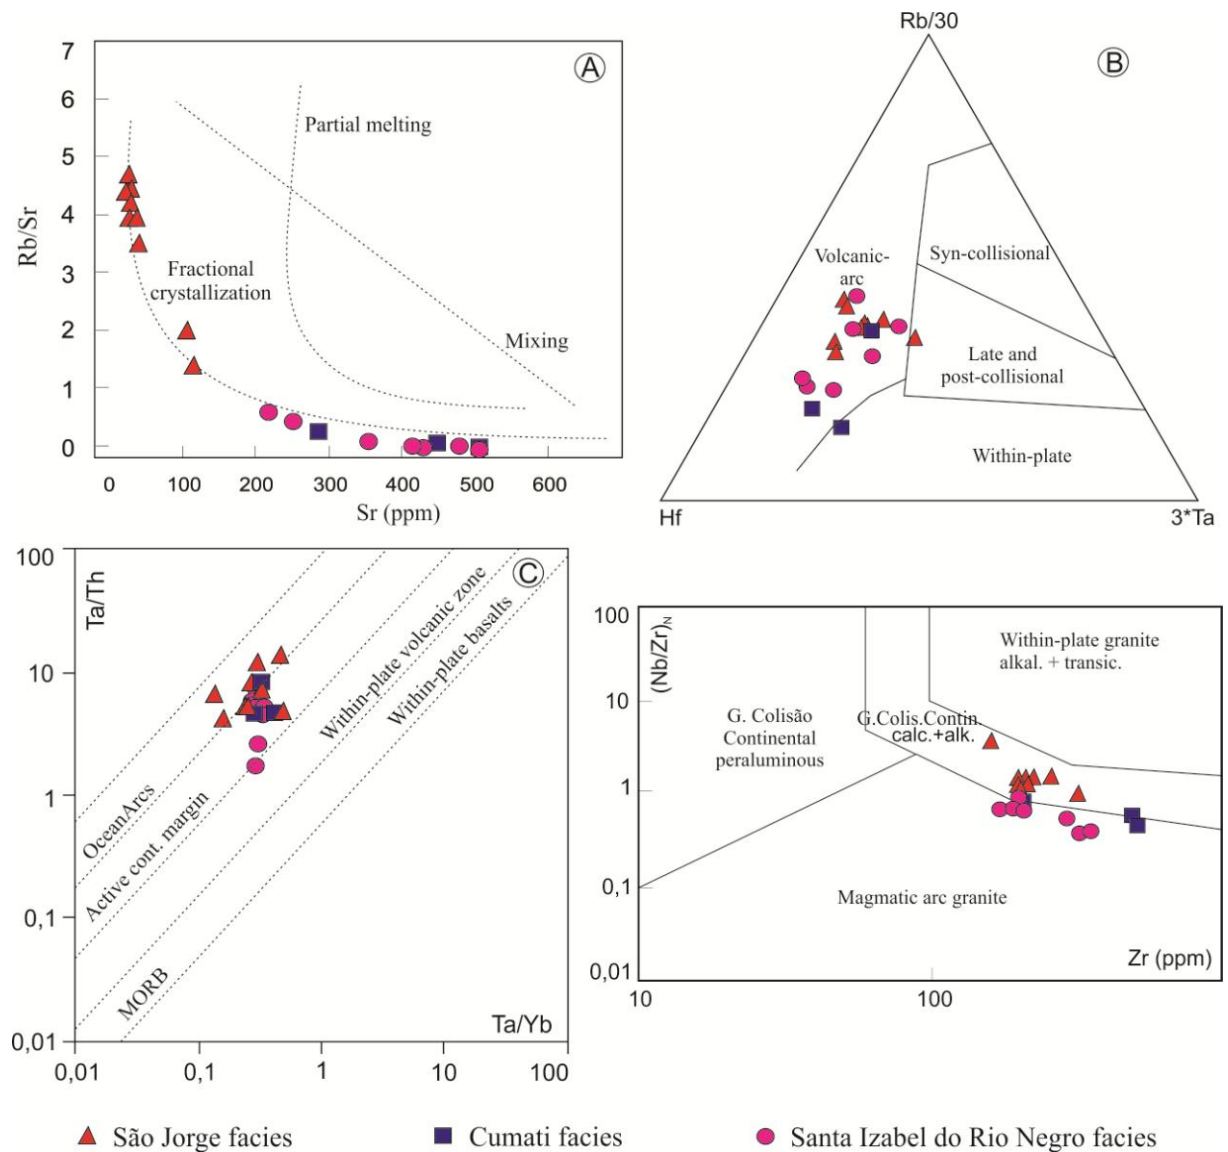 A
7
6
5
4
3
2
1
0
Rb/Sr
Partial melting
Fractional
crystallization
Mixing
0 100 200 300 400 500 600
Sr (ppm)
Rb/30
B
Volcanic-
arc
Syn-collisional
Late and
post-collisional
Within-plate
Hf
3*Ta
C
100
10
1
0,1
0,01
Ta/Th
OceanArcs
Active cont. margin
MORB
Within-plate volcanic zone
Within-plate basalts
Ta/Yb
0,01 0,1 1 10 100
100
10
1
0,1
0,01
(Nb/Zr)N
Within-plate granite
alkal. + transic.
G. Colisão
Continental
peraluminous
G.Colis.Contin.
calc.+alk.
Magmatic arc granite
Zr (ppm)
10 100
São Jorge facies
Cumati facies
Santa Izabel do Rio Negro facies